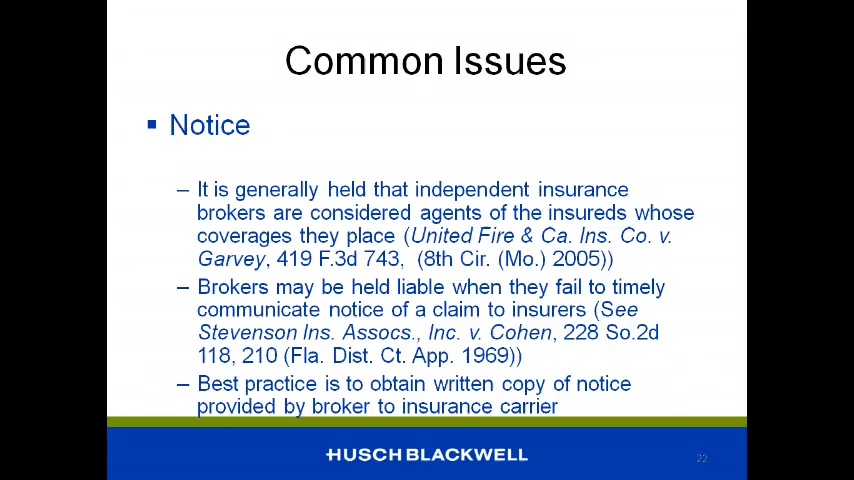 Common Issues
▪ Notice
– It is generally held that independent insurance
brokers are considered agents of the insureds whose
coverages they place (United Fire & Ca. Ins. Co. v.
Garvey, 419 F.3d 743, (8th Cir. (Mo.) 2005))
– Brokers may be held liable when they fail to timely
communicate notice of a claim to insurers (See
Stevenson Ins. Assocs., Inc. v. Cohen, 228 So.2d
118, 210 (Fla. Dist. Ct. App. 1969))
– Best practice is to obtain written copy of notice
provided by broker to insurance carrier
HUSCH BLACKWELL
22